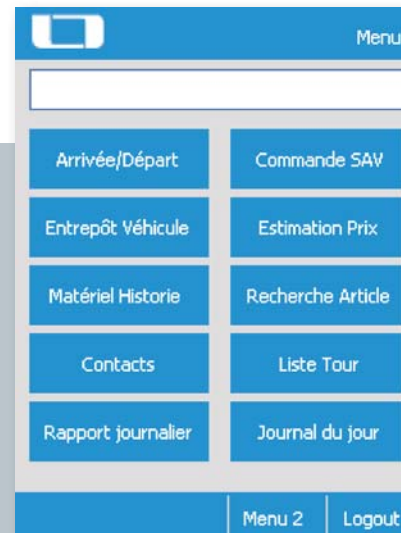 Menu
Arrivée/Départ Commande SAV
Entrepôt Véhicule Estimation Prix
Matériel Historie Recherche Article
Contacts Liste Tour
Rapport journalier Journal du jour
Menu 2 Logout